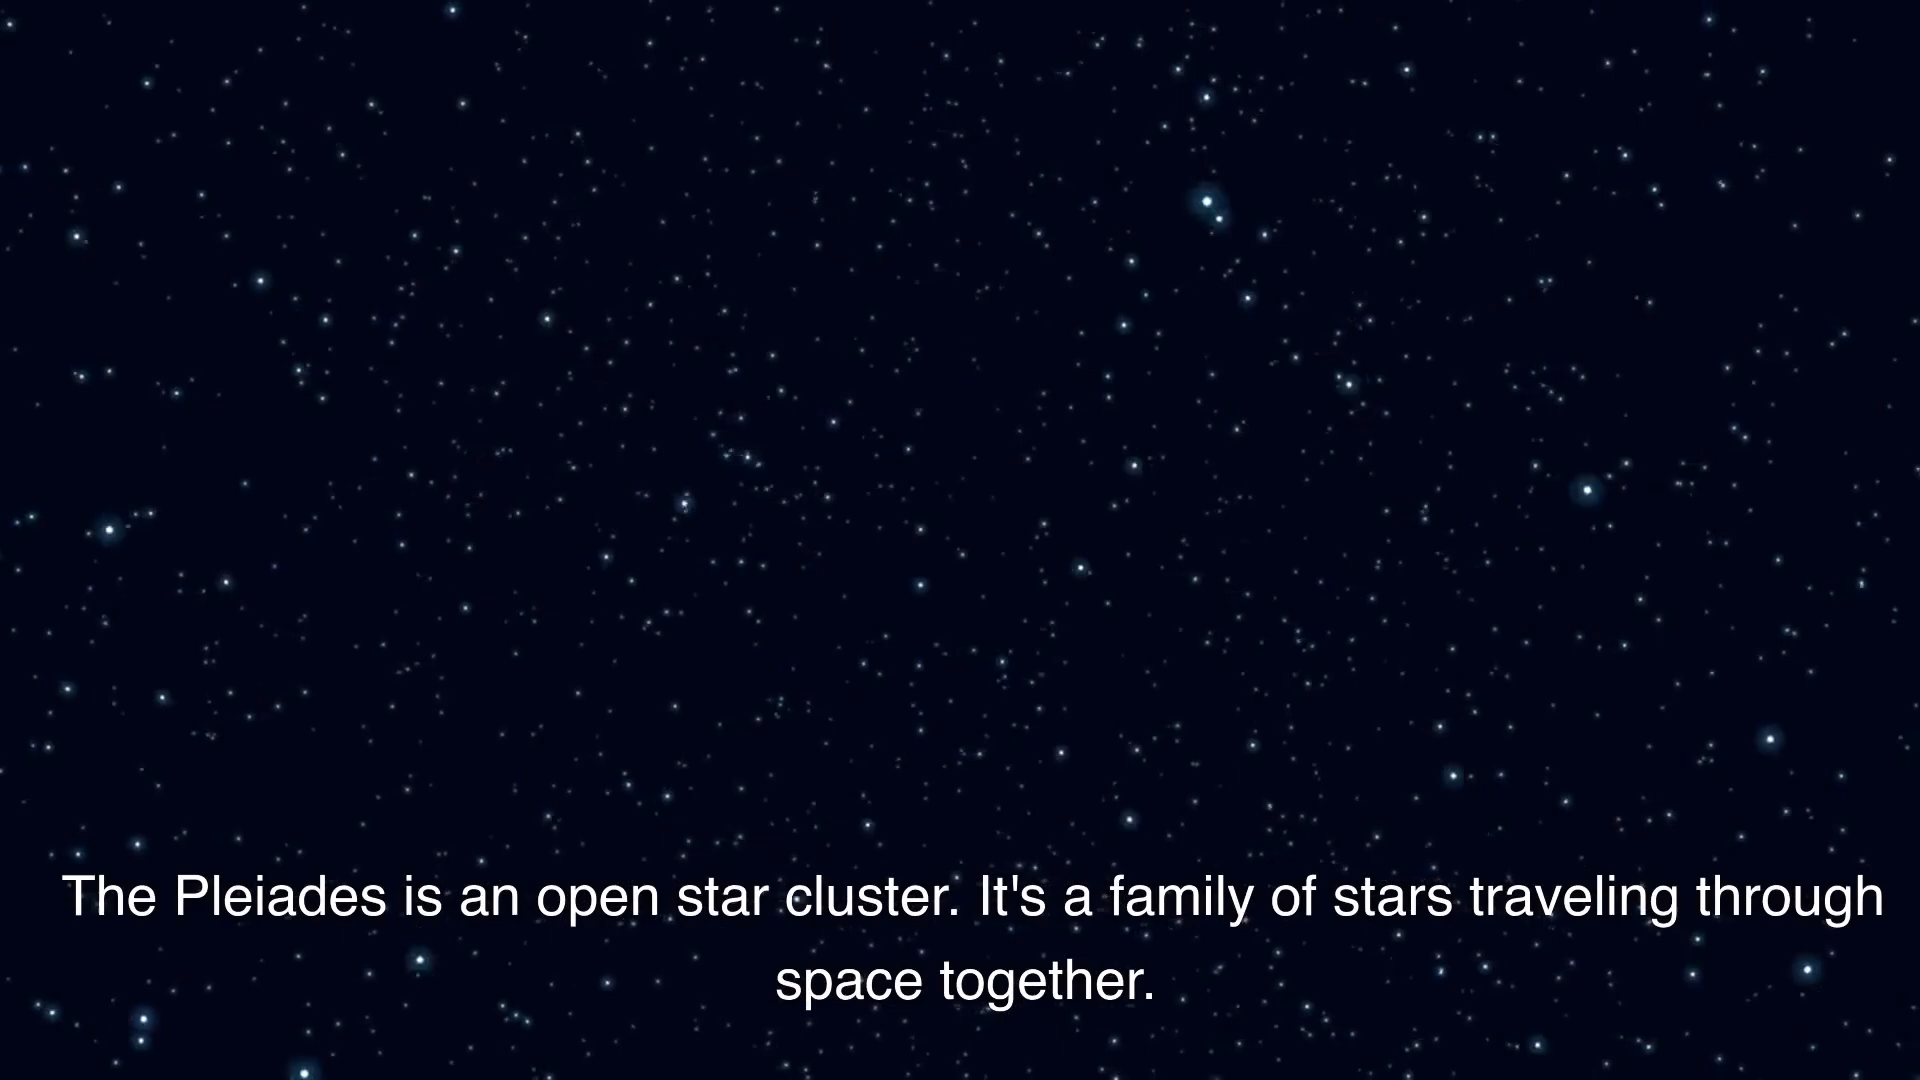 The Pleiades is an open star cluster. It's a family of stars traveling through
space together.